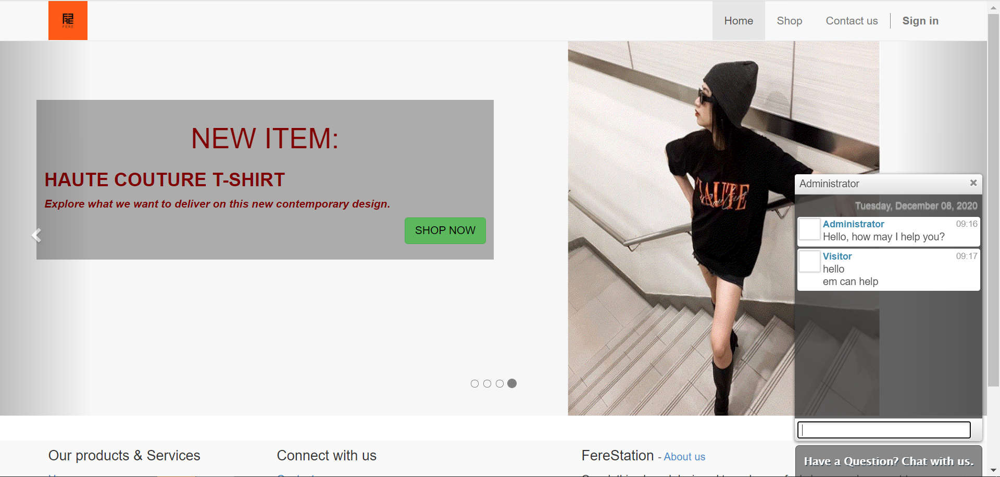 FERE
FERE
Home
Shop
Contact us
Sign in
NEW ITEM:
HAUTE COUTURE T-SHIRT
Explore what we want to deliver on this new contemporary design.
SHOP NOW
HAUTE
Administrator
Tuesday, December 08, 2020
Administrator 09:16
Hello, how may I help you?
Visitor 09:17
hello
em can help
Our products & Services
Connect with us
FereStation - About us
Have a Question? Chat with us.